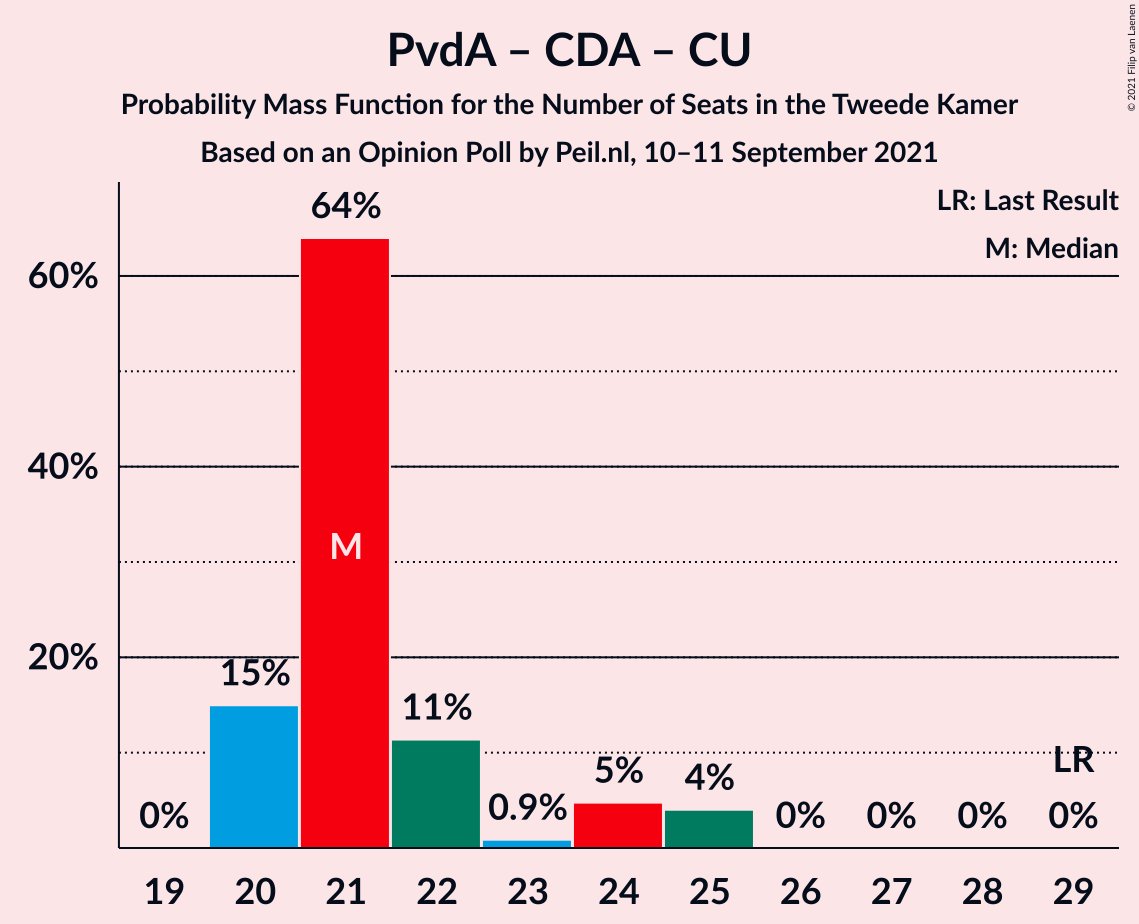 PvdA – CDA – CU
Probability Mass Function for the Number of Seats in the Tweede Kamer
Based on an Opinion Poll by Peil.nl, 10–11 September 2021
© 2021 Filip van Laenen
LR: Last Result
M: Median
60%
40%
20%
0%
15%
64%
M
11%
0.9%
5%
4%
0%
0%
0%
LR
0%
19 20 21 22 23 24 25 26 27 28 29